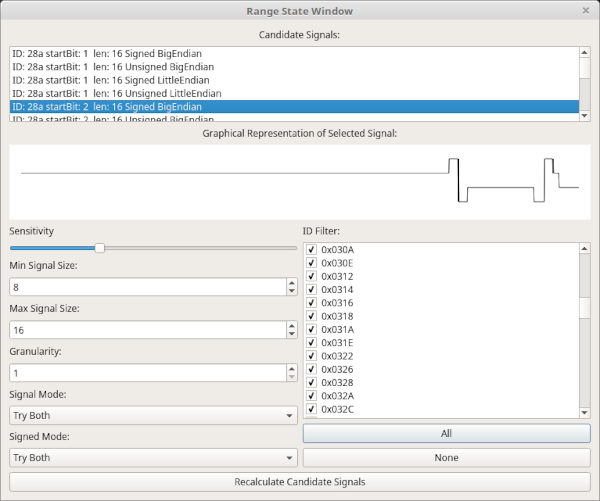 Range State Window
Candidate Signals:
ID: 28a startBit: 1 len: 16 Signed BigEndian
ID: 28a startBit: 1 len: 16 Unsigned BigEndian
ID: 28a startBit: 1 len: 16 Signed LittleEndian
ID: 28a startBit: 1 len: 16 Unsigned LittleEndian
ID: 28a startBit: 2 len: 16 Signed BigEndian
ID: 28a startBit: 2 len: 16 Unsigned BigEndian
Graphical Representation of Selected Signal:
Sensitivity
Min Signal Size:
8
Max Signal Size:
16
Granularity:
1
Signal Mode:
Try Both
Signed Mode:
Try Both
ID Filter:
0x030A
0x030E
0x0312
0x0314
0x0316
0x0318
0x031A
0x031E
0x0322
0x0326
0x0328
0x032A
0x032C
All
None
Recalculate Candidate Signals